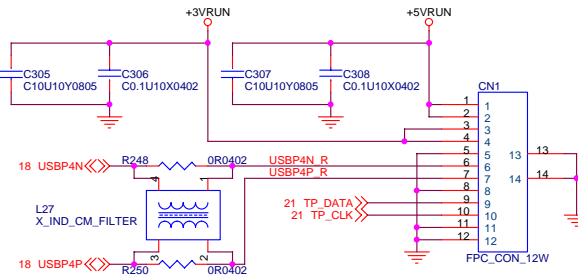 +3VRUN
+5VRUN
C305
C10U10Y0805
C306
C0.1U10X0402
C307
C10U10Y0805
C308
C0.1U10X0402
CN1
1 1
2 2
3 3
4 4
5 5
6 6
7 7
8 8
9 9
10 10
11 11
12 12
13 13
14 14
FPC_CON_12W
18 USBP4N
R248
0R0402
USBP4N_R
USBP4P_R
4 1
L27
X_IND_CM_FILTER
3 2
21 TP_DATA
21 TP_CLK
18 USBP4P
R250
0R0402